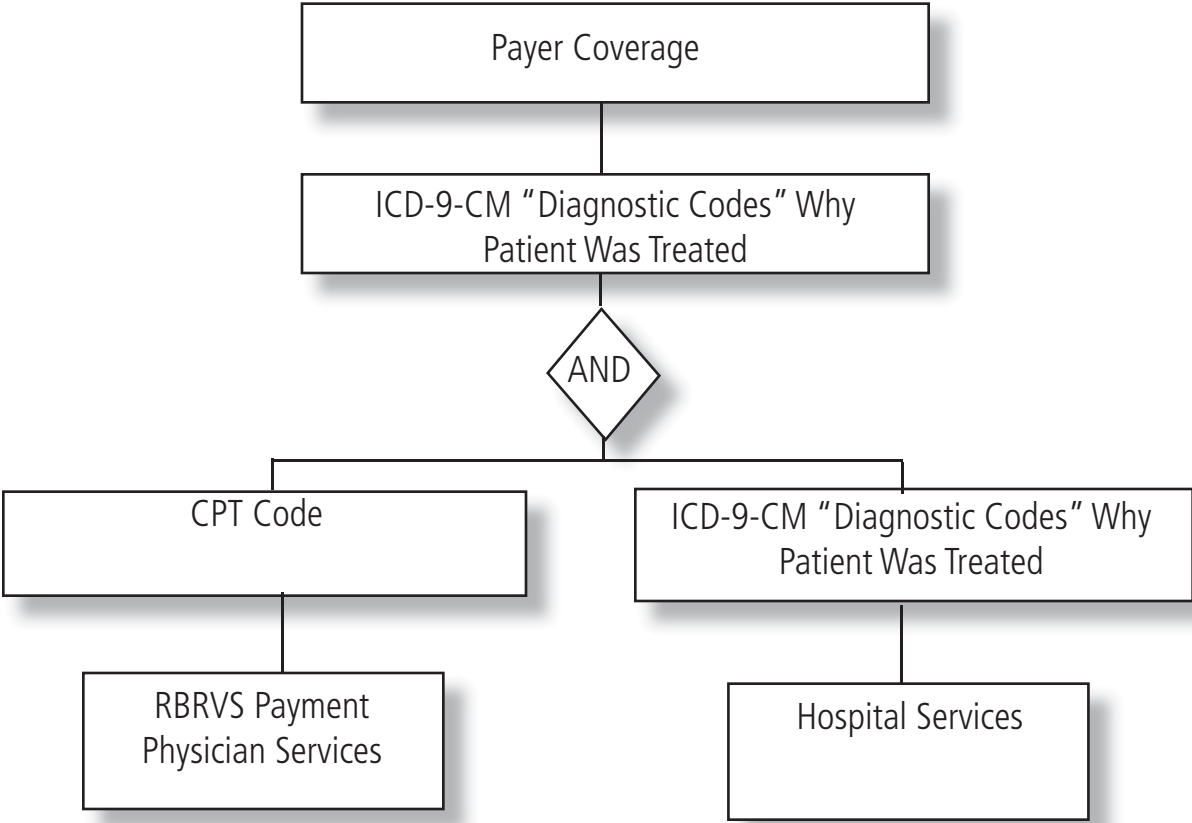 Payer Coverage
ICD-9-CM “Diagnostic Codes” Why
Patient Was Treated
AND
CPT Code
ICD-9-CM “Diagnostic Codes” Why
Patient Was Treated
RBRVS Payment
Physician Services
Hospital Services